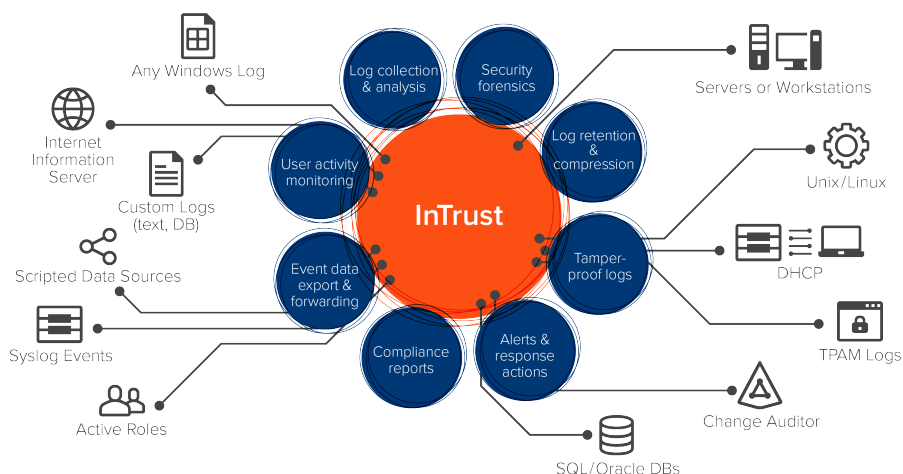 Any Windows Log
Internet
Information
Server
Custom Logs
(text, DB)
Scripted Data Sources
Syslog Events
Active Roles
Log collection
& analysis
Security
forensics
User activity
monitoring
Log retention
&
compression
InTrust
Event data
export &
forwarding
Tamper-
proof logs
Compliance
reports
Alerts &
response
actions
Servers or Workstations
Unix/Linux
DHCP
TPAM Logs
Change Auditor
SQL/Oracle DBs